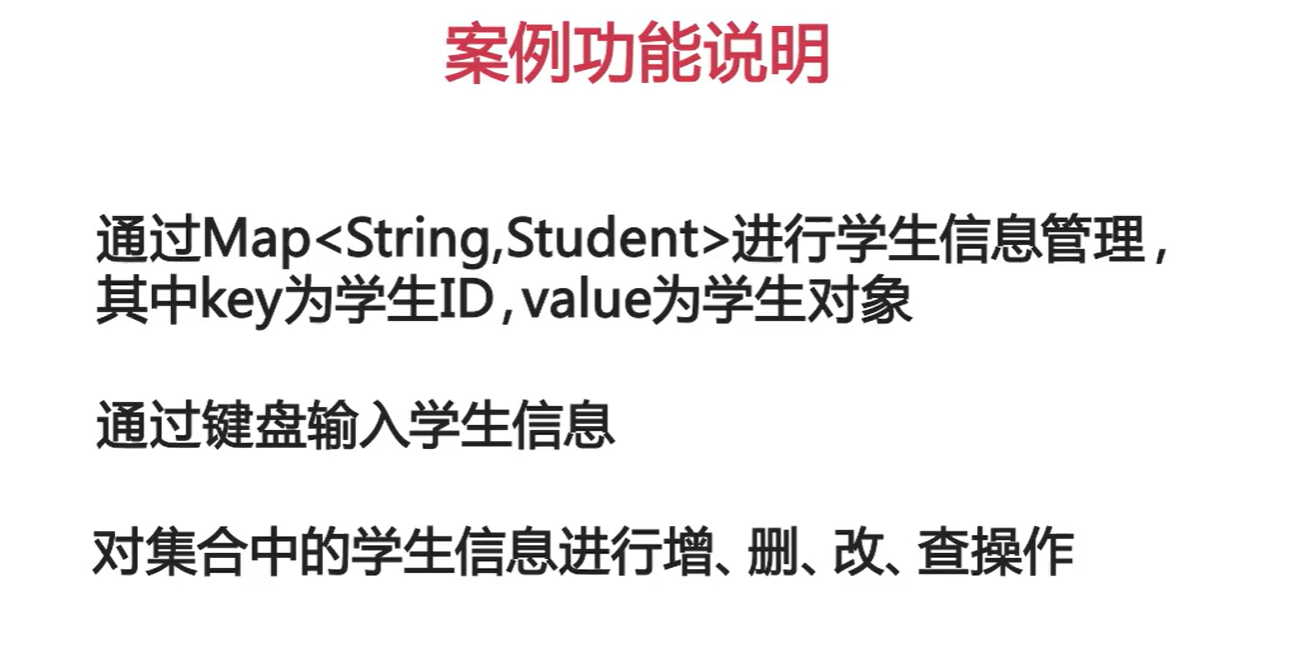 案例功能说明
通过Map<String,Student>进行学生信息管理,
其中key为学生ID,value为学生对象
通过键盘输入学生信息
对集合中的学生信息进行增、删、改、查操作